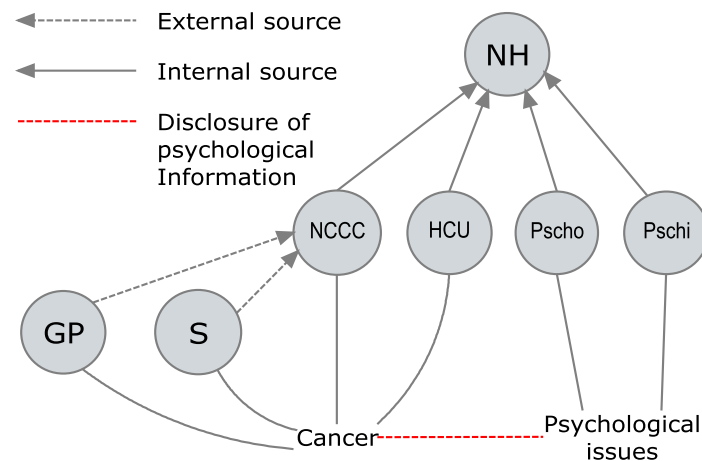 External source
Internal source
Disclosure of
psychological
Information
NH
NCCC
HCU
Pscho
Pschi
GP
S
Cancer
Psychological
issues